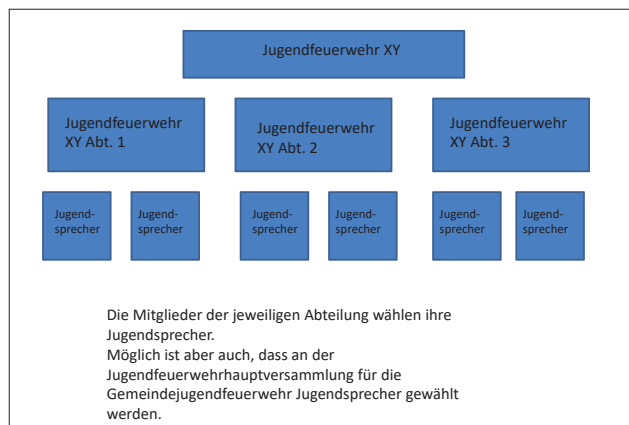 Jugendfeuerwehr XY
Jugendfeuerwehr
XY Abt. 1
Jugendfeuerwehr
XY Abt. 2
Jugendfeuerwehr
XY Abt. 3
Jugend-
sprecher
Jugend-
sprecher
Jugend-
sprecher
Jugend-
sprecher
Jugend-
sprecher
Jugend-
sprecher
Die Mitglieder der jeweiligen Abteilung wählen ihre
Jugendsprecher.
Möglich ist aber auch, dass an der
Jugendfeuerwehrhauptversammlung für die
Gemeindejugendfeuerwehr Jugendsprecher gewählt
werden.